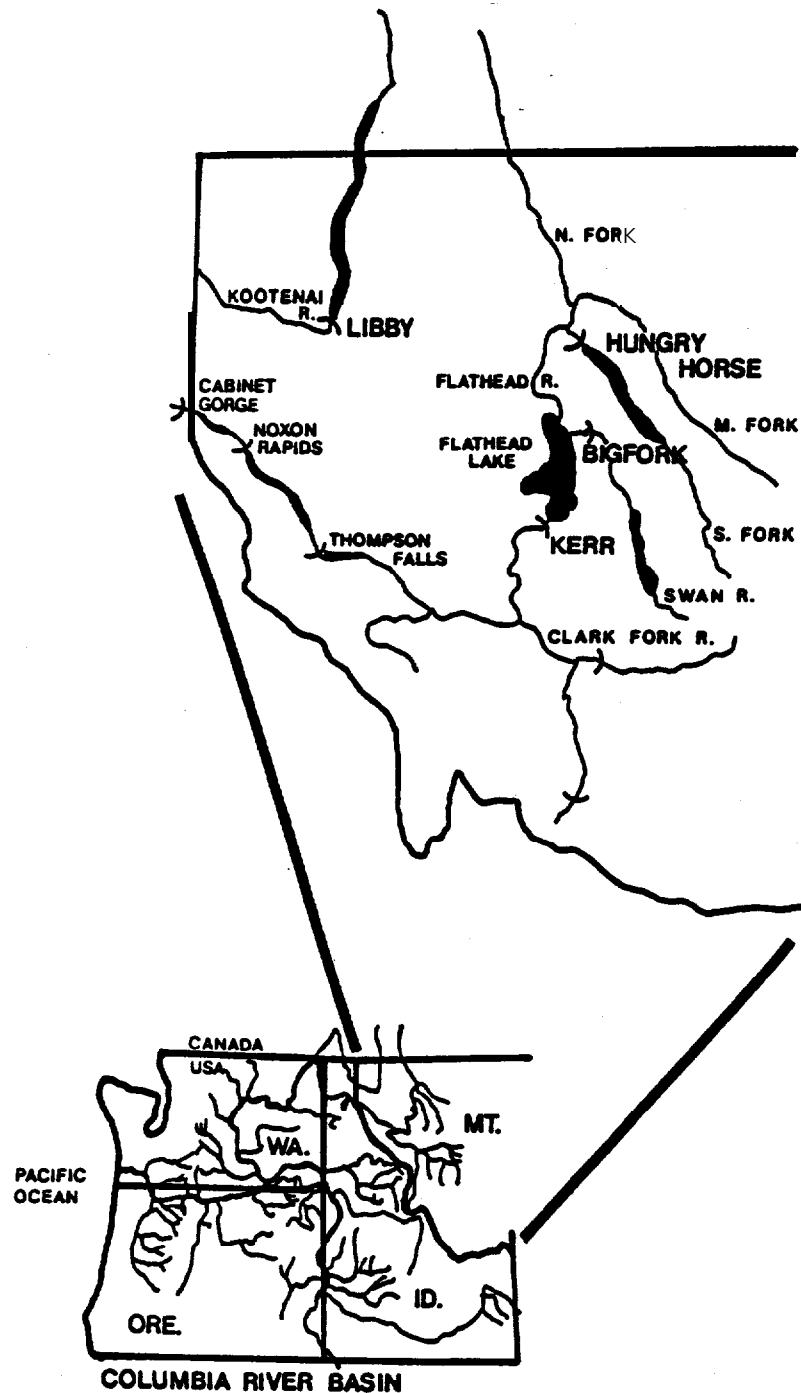 N. FORK
KOOTENAI
R.
LIBBY
HUNGRY
HORSE
FLATHEAD R.
CABINET
GORGE
NOXON
RAPIDS
FLATHEAD
LAKE
BIGFORK
M. FORK
THOMPSON
FALLS
KERR
S. FORK
SWAN R.
CLARK FORK R.
CANADA
USA
MT.
WA.
PACIFIC
OCEAN
ID.
ORE.
COLUMBIA RIVER BASIN